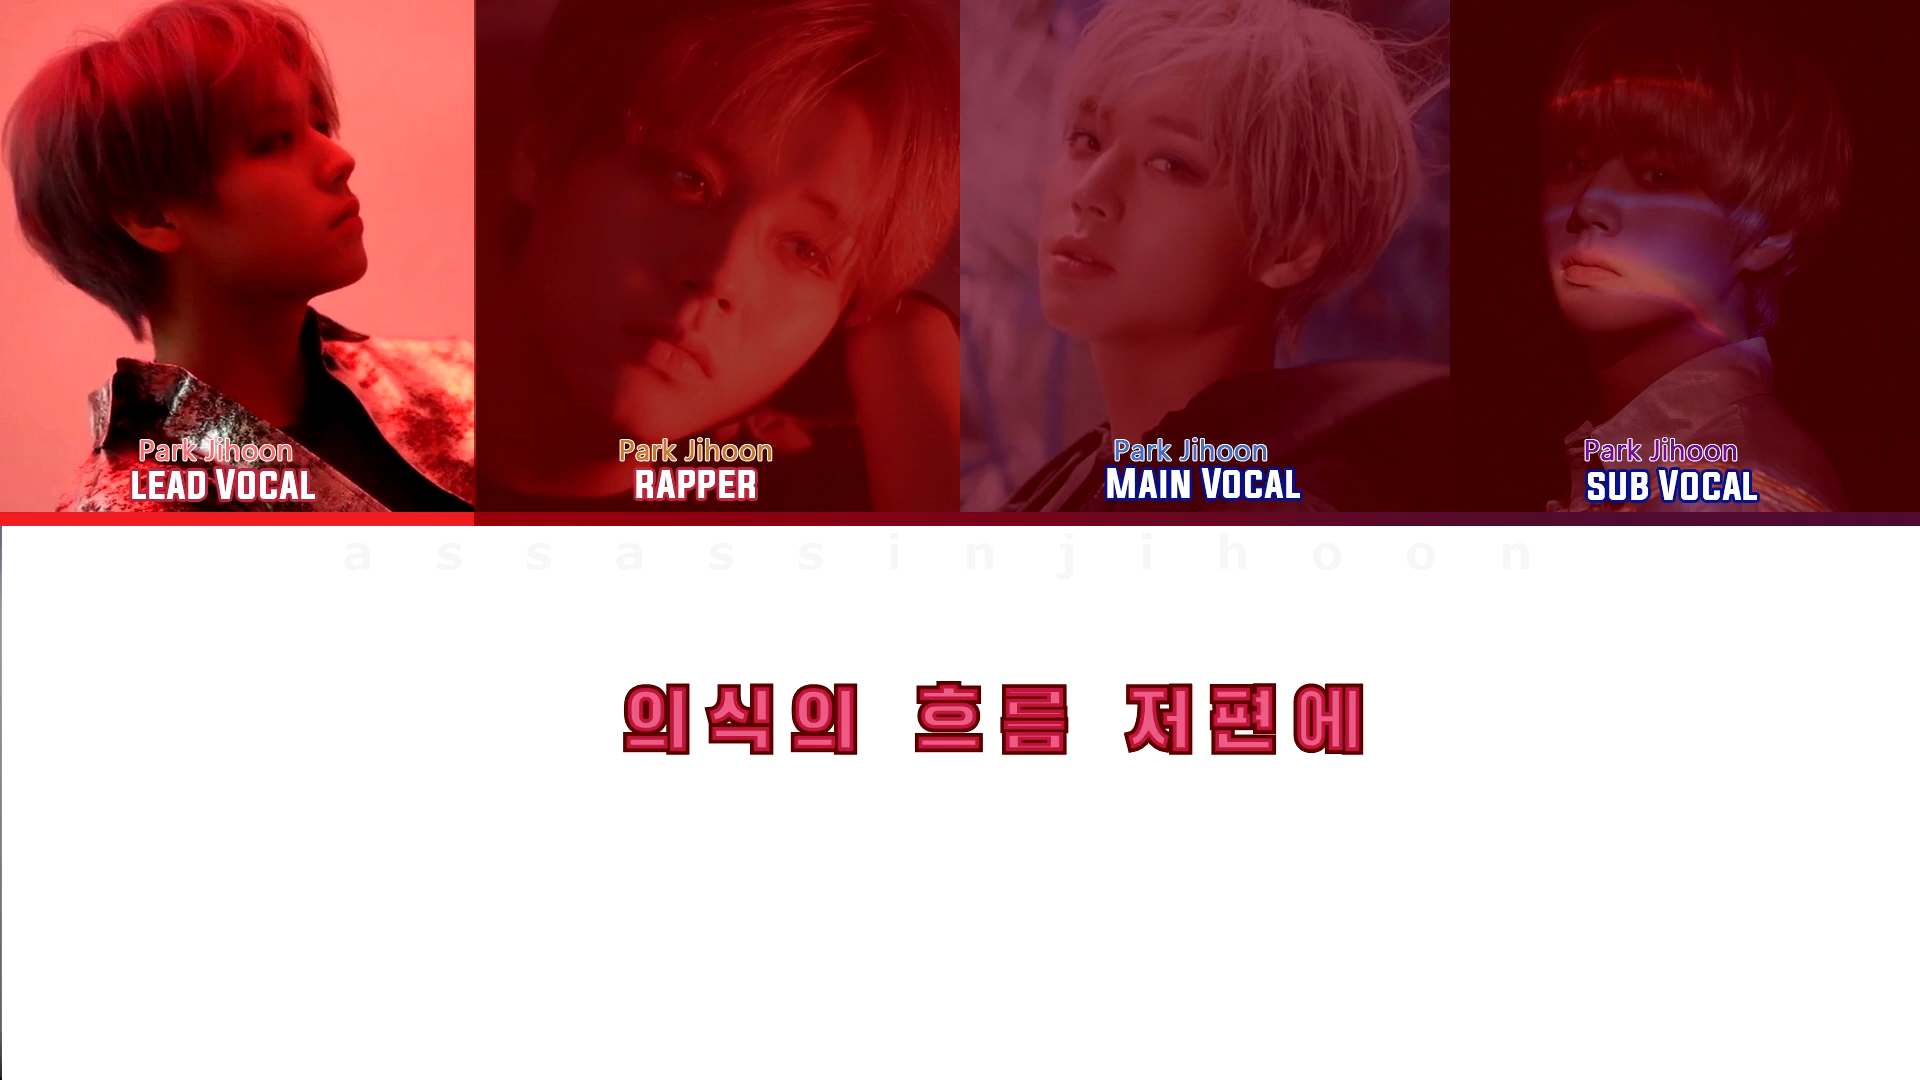 Park Jihoon
LEAD VOCAL
Park Jihoon
RAPPER
Park Jihoon
MAIN VOCAL
Park Jihoon
SUB VOCAL
assassinjihoon
의식의 흐름 저편에